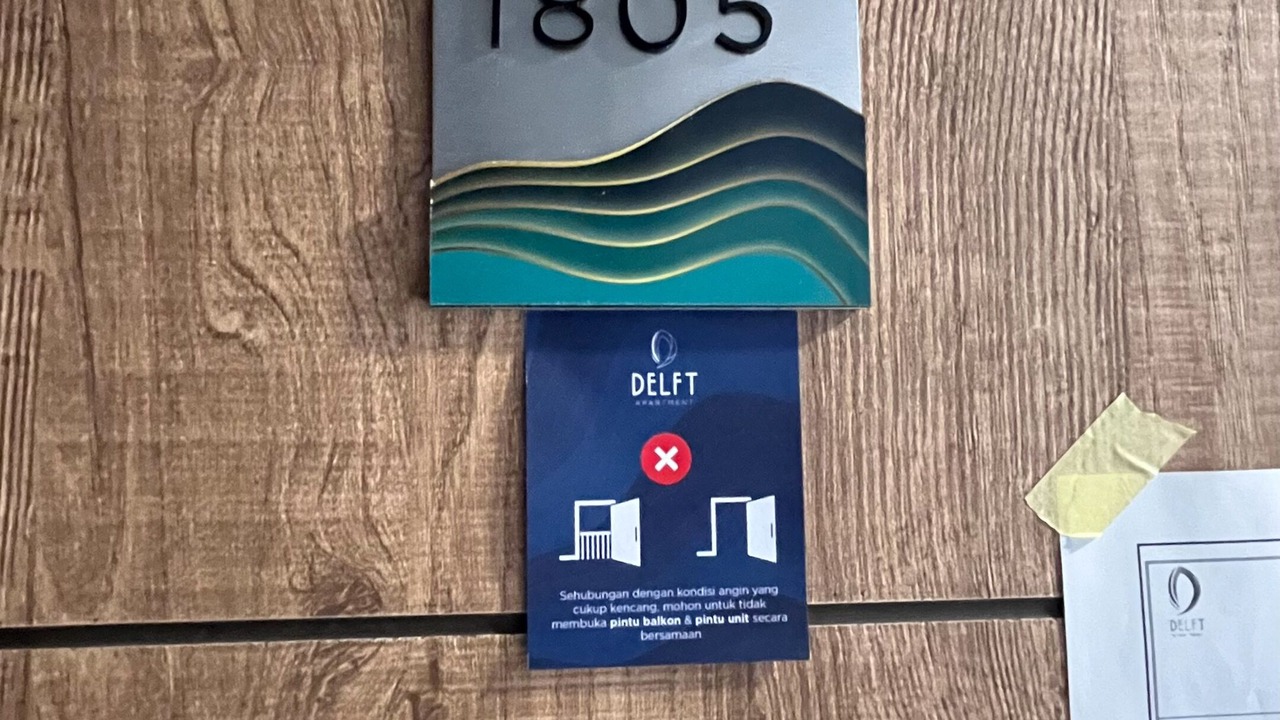 1805
DELFT
APARTMENT
Sehubungan dengan kondisi angin yang
cukup kencang, mohon untuk tidak
membuka pintu balkon & pintu unit secara
bersamaan
DELFT